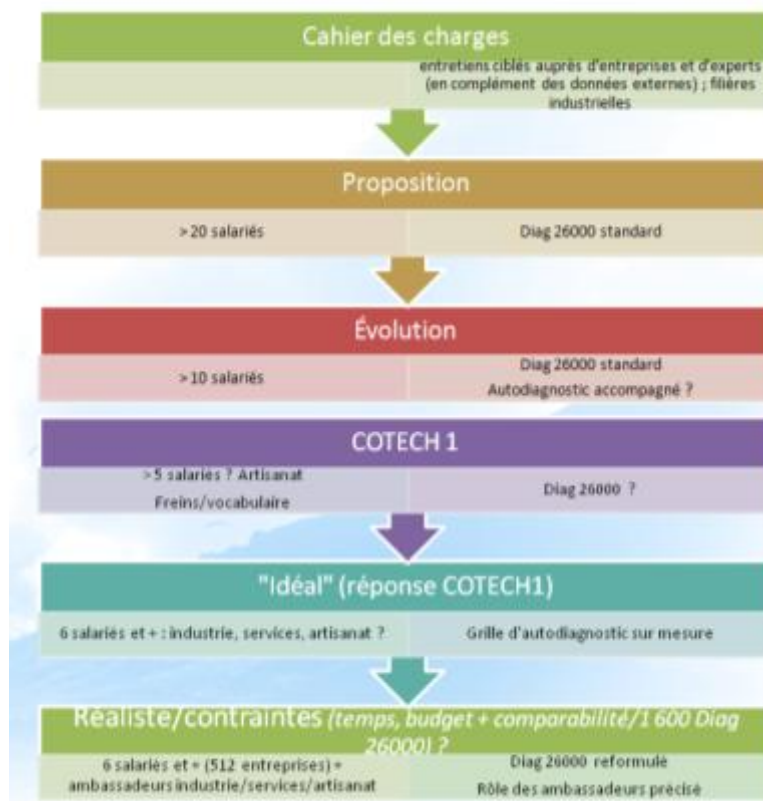 Cahier des charges
entretiens ciblés auprès d'entreprises et d'experts
(en complément des données externes) ; filières
industrielles
Proposition
> 20 salariés
Diag 26000 standard
Évolution
> 10 salariés
Diag 26000 standard
Autodiagnostic accompagné ?
COTECH 1
> 5 salariés ? Artisanat
Freins/vocabulaire
Diag 26000 ?
"Idéal" (réponse COTECH1)
6 salariés et + : industrie, services, artisanat ?
Grille d'autodiagnostic sur mesure
Réaliste/contraintes (temps, budget + comparabilité/1 600 Diag
26000) ?
6 salariés et + (512 entreprises) +
ambassadeurs industrie/services/artisanat
Diag 26000 reformulé
Rôle des ambassadeurs précisé